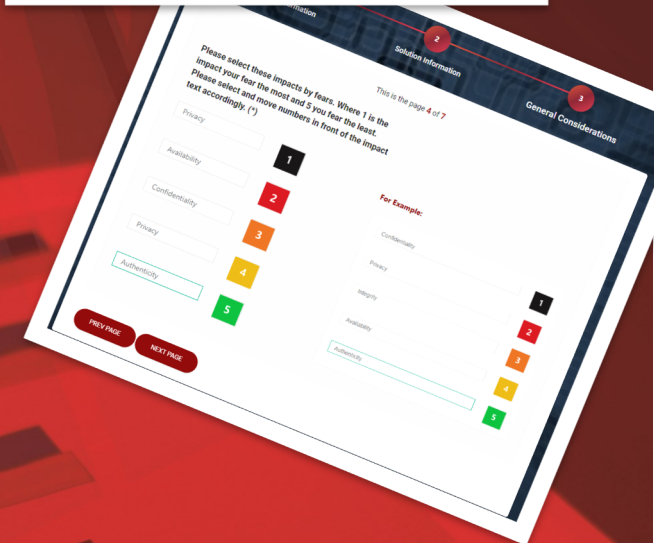 mation
2
Solution Information
3
General Considerations
This is the page 4 of 7
Please select these impacts by fears. Where 1 is the
impact your fear the most and 5 you fear the least.
Please select and move numbers in front of the impact
text accordingly. (*)
Privacy
1
Availability
2
Confidentiality
3
Privacy
4
Authenticity
5
PREV PAGE
NEXT PAGE
For Example:
Confidentiality
1
Privacy
2
Integrity
3
Availability
4
Authenticity
5